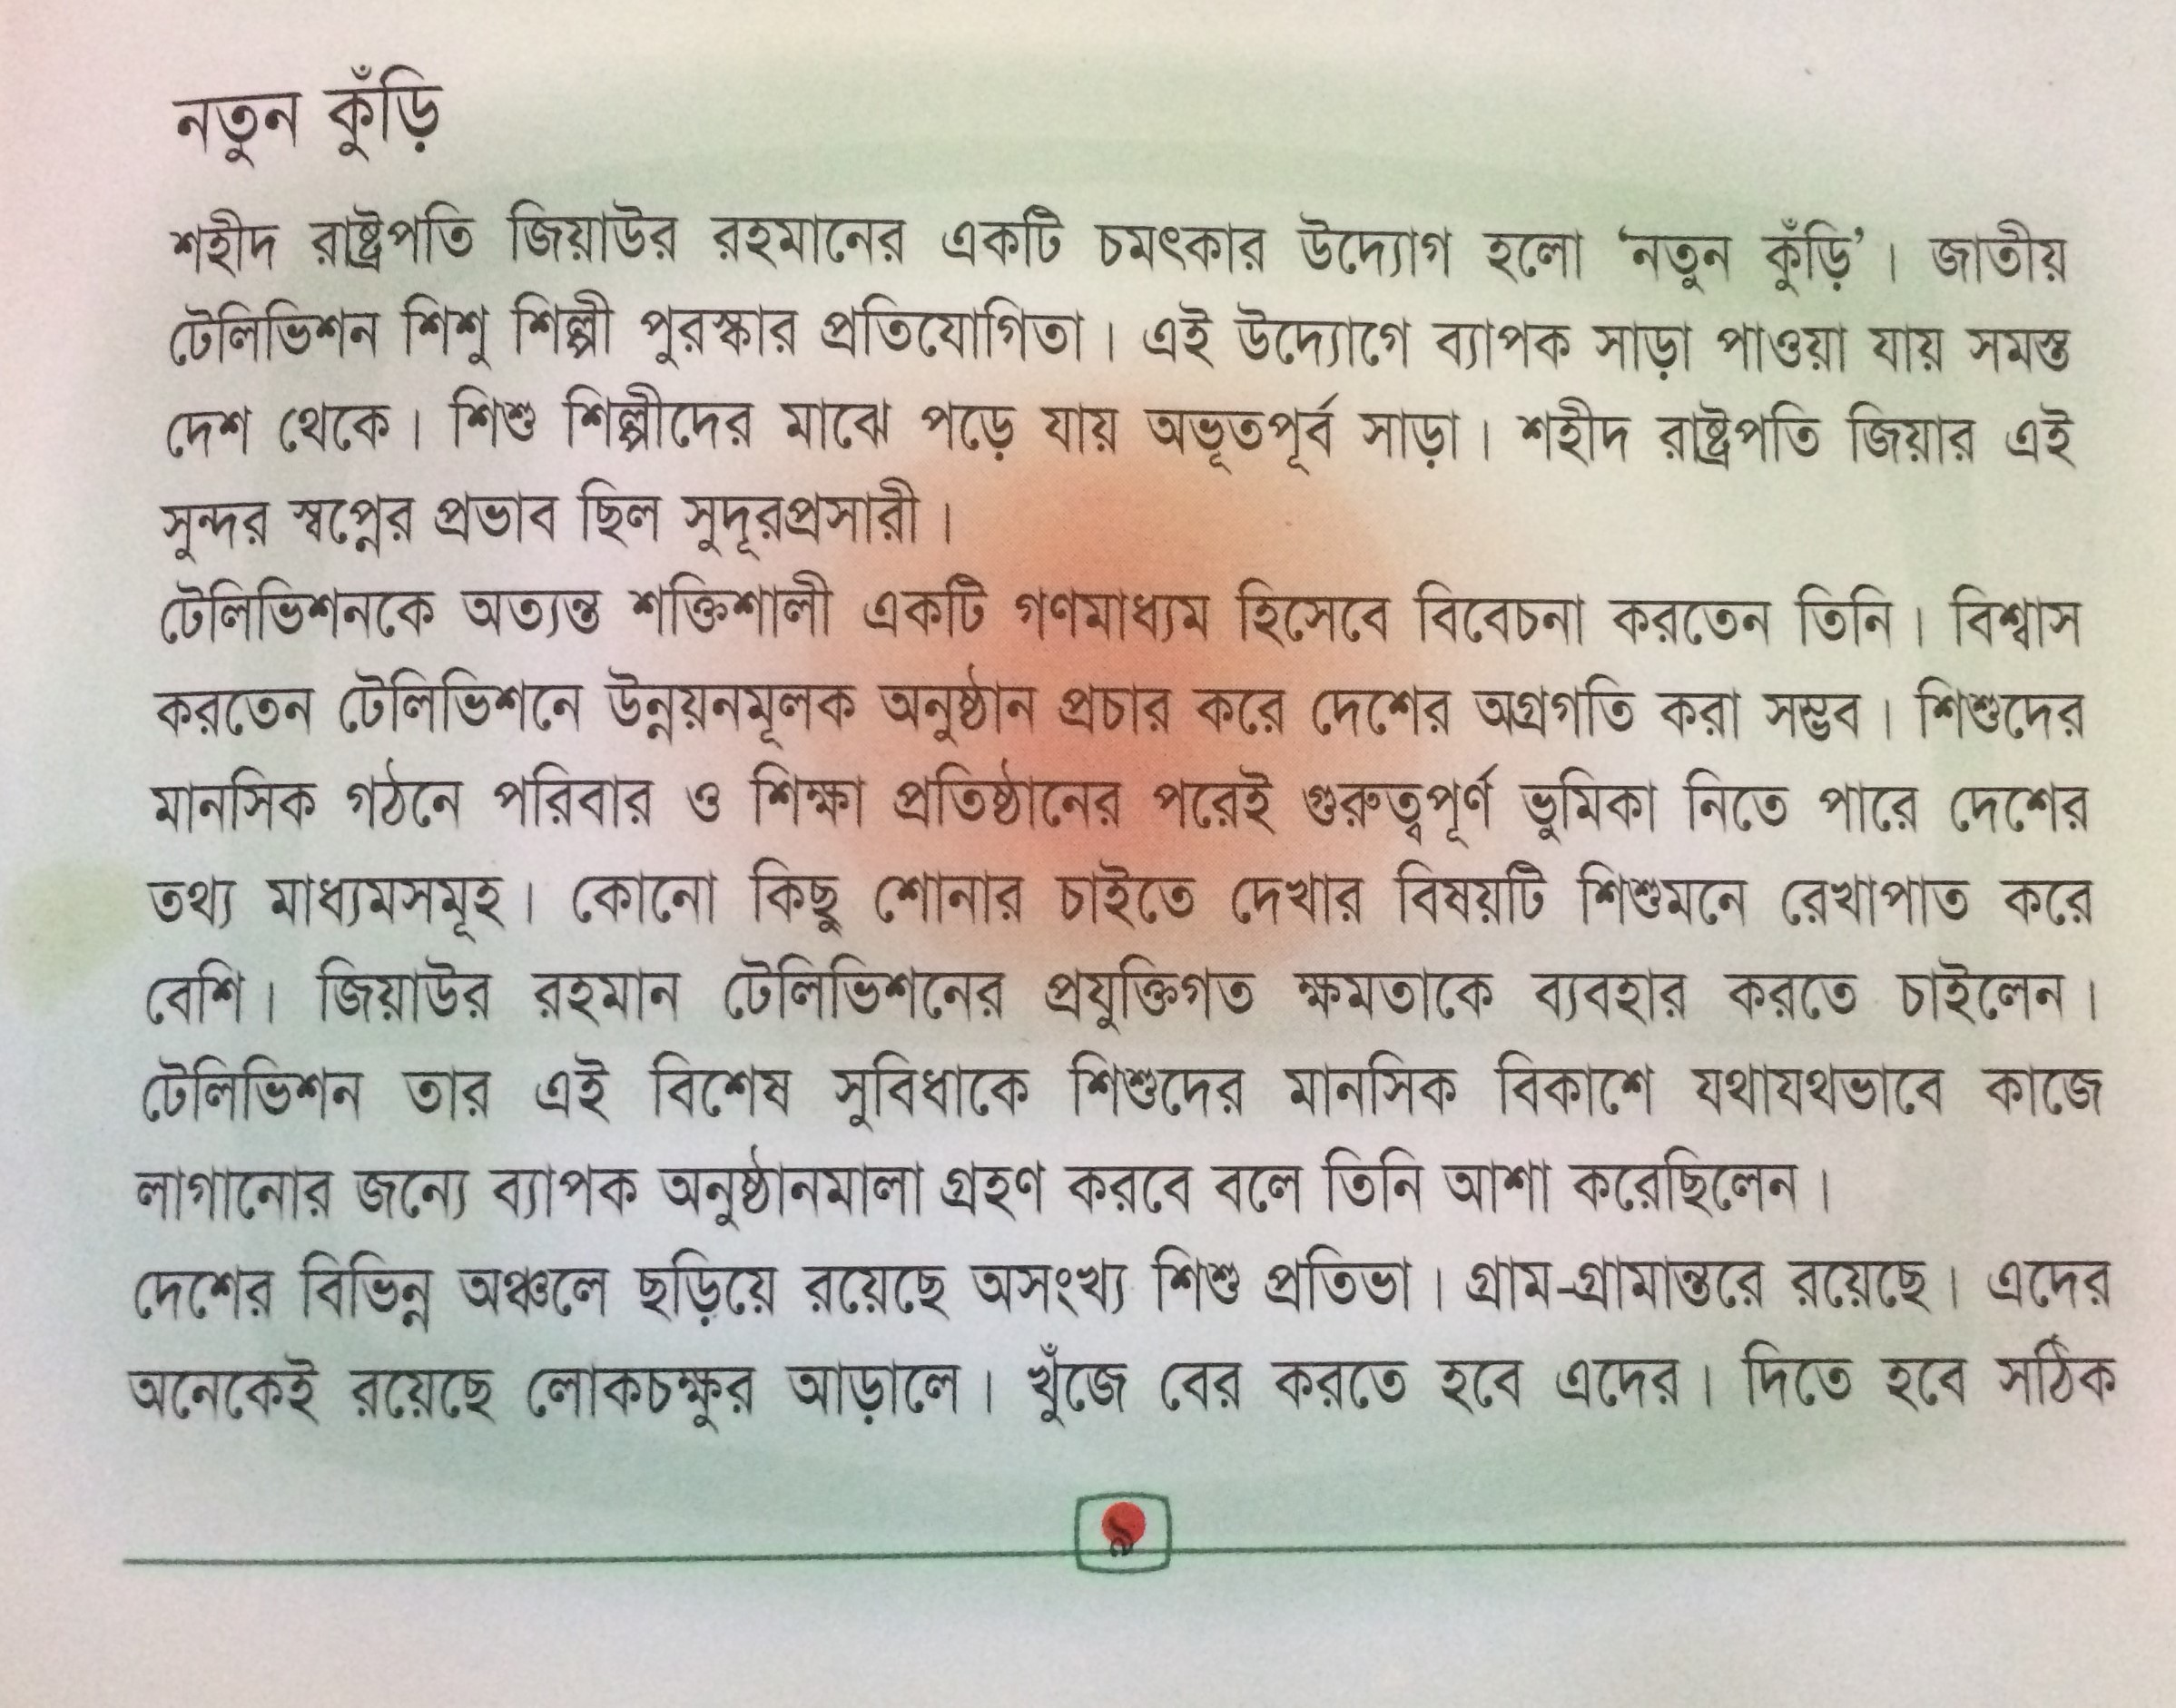 নতুন কুঁড়ি
শহীদ রাষ্ট্রপতি জিয়াউর রহমানের একটি চমৎকার উদ্যোগ হলো ‘নতুন কুঁড়ি’। জাতীয়
টেলিভিশন শিশু শিল্পী পুরস্কার প্রতিযোগিতা। এই উদ্যোগে ব্যাপক সাড়া পাওয়া যায় সমস্ত
দেশ থেকে। শিশু শিল্পীদের মাঝে পড়ে যায় অভূতপূর্ব সাড়া। শহীদ রাষ্ট্রপতি জিয়ার এই
সুন্দর স্বপ্নের প্রভাব ছিল সুদূরপ্রসারী।
টেলিভিশনকে অত্যন্ত শক্তিশালী একটি গণমাধ্যম হিসেবে বিবেচনা করতেন তিনি। বিশ্বাস
করতেন টেলিভিশনে উন্নয়নমূলক অনুষ্ঠান প্রচার করে দেশের অগ্রগতি করা সম্ভব। শিশুদের
মানসিক গঠনে পরিবার ও শিক্ষা প্রতিষ্ঠানের পরেই গুরুত্বপূর্ণ ভুমিকা নিতে পারে দেশের
তথ্য মাধ্যমসমূহ। কোনো কিছু শোনার চাইতে দেখার বিষয়টি শিশুমনে রেখাপাত করে
বেশি। জিয়াউর রহমান টেলিভিশনের প্রযুক্তিগত ক্ষমতাকে ব্যবহার করতে চাইলেন।
টেলিভিশন তার এই বিশেষ সুবিধাকে শিশুদের মানসিক বিকাশে যথাযথভাবে কাজে
লাগানোর জন্যে ব্যাপক অনুষ্ঠানমালা গ্রহণ করবে বলে তিনি আশা করেছিলেন।
দেশের বিভিন্ন অঞ্চলে ছড়িয়ে রয়েছে অসংখ্য শিশু প্রতিভা। গ্রাম-গ্রামান্তরে রয়েছে। এদের
অনেকেই রয়েছে লোকচক্ষুর আড়ালে। খুঁজে বের করতে হবে এদের। দিতে হবে সঠিক
৯